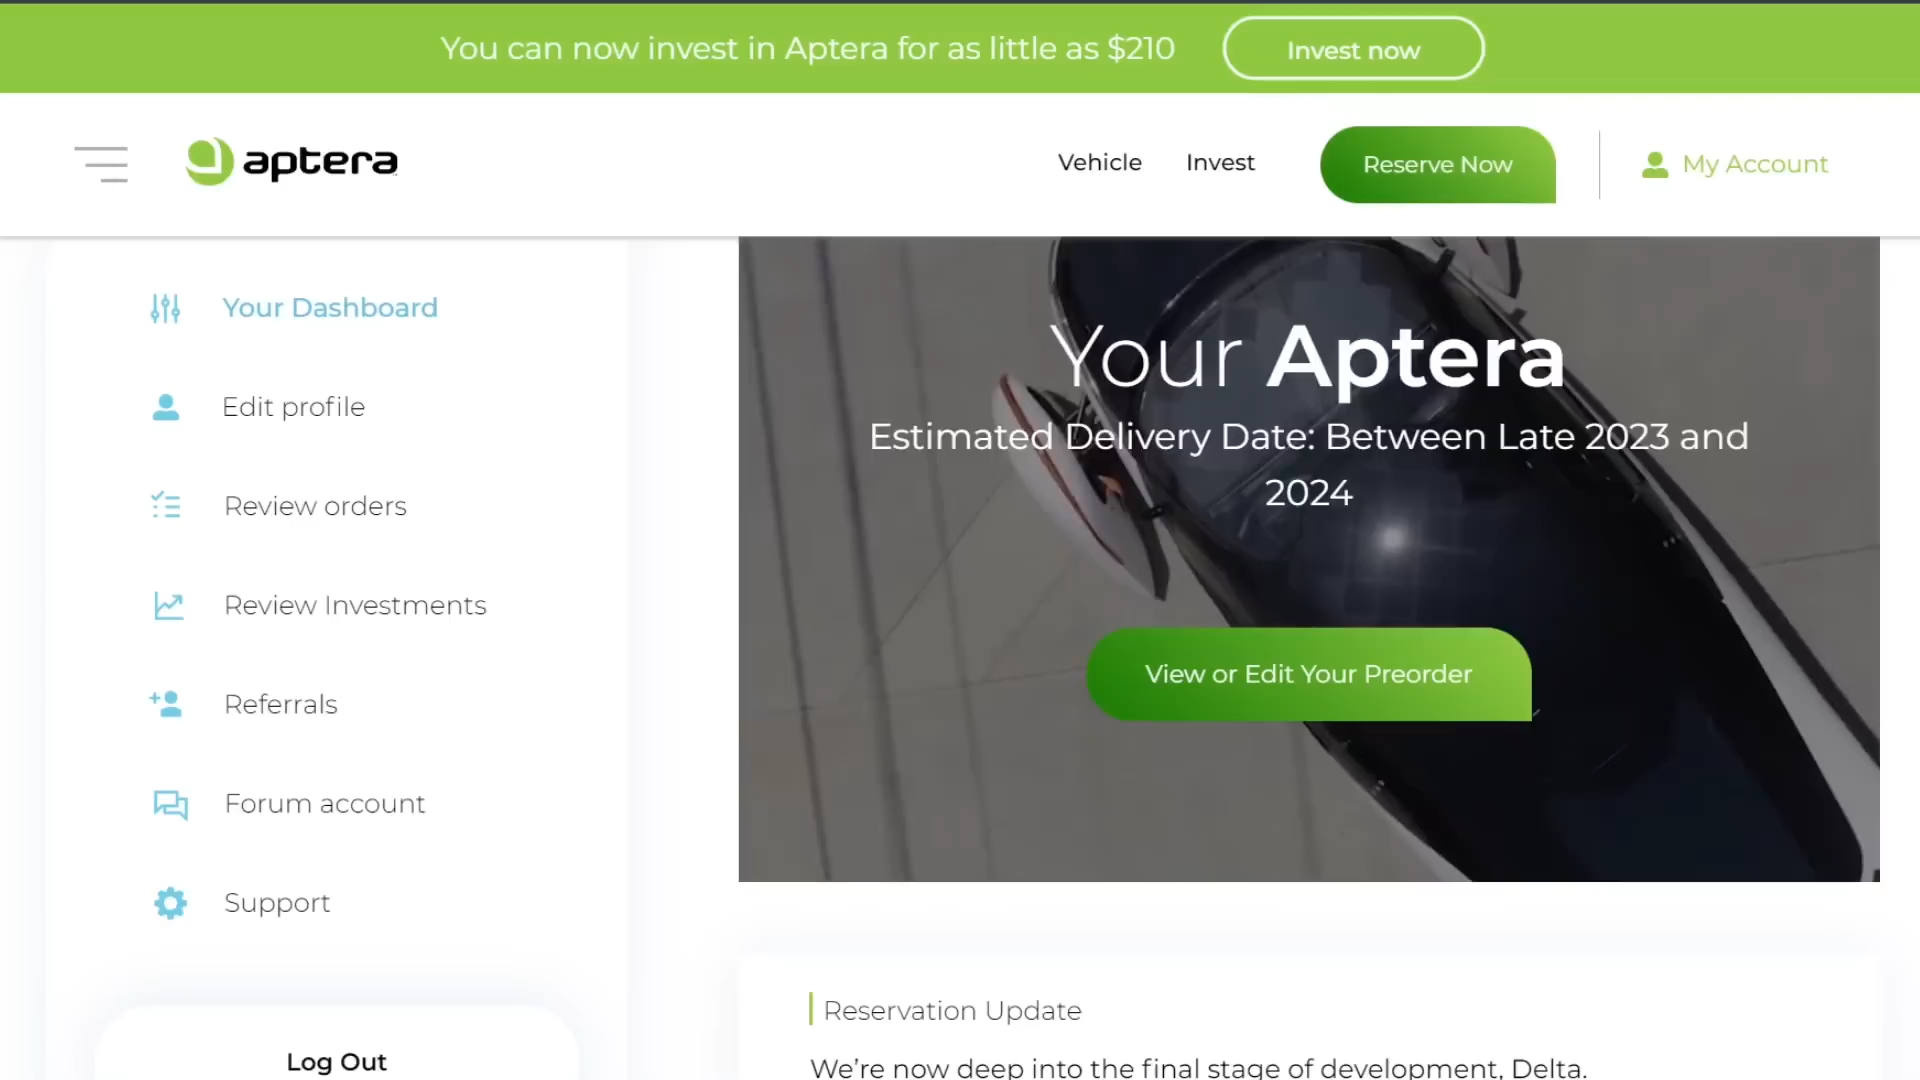 You can now invest in Aptera for as little as $210
Invest now
aptera
Vehicle
Invest
Reserve Now
My Account
Your Dashboard
Edit profile
Review orders
Review Investments
Referrals
Forum account
Support
Log Out
Your Aptera
Estimated Delivery Date: Between Late 2023 and
2024
View or Edit Your Preorder
Reservation Update
We’re now deep into the final stage of development, Delta.